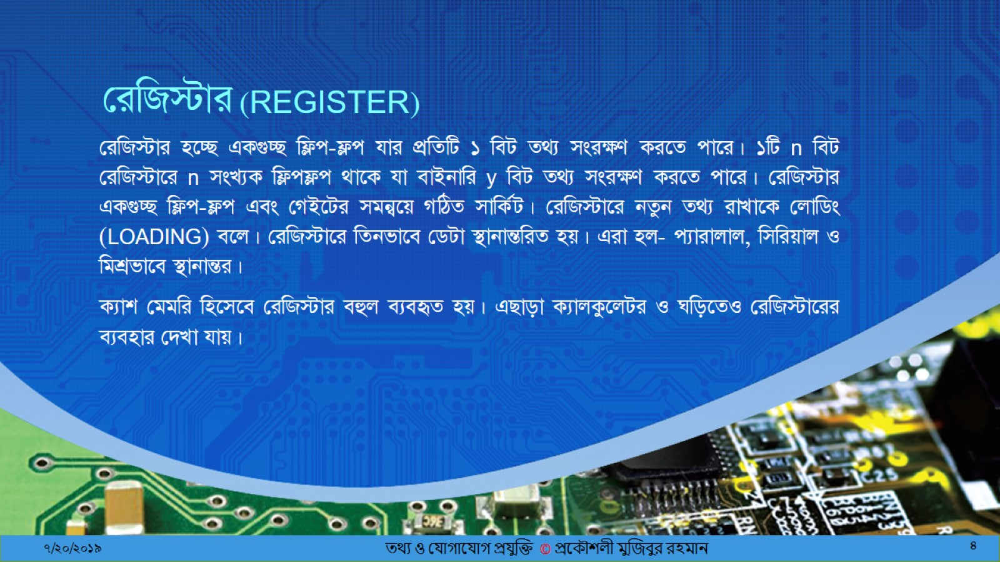 রেজিস্টার (REGISTER)
রেজিস্টার হচ্ছে একগুচ্ছ ফ্লিপ-ফ্লপ যার প্রতিটি ১ বিট তথ্য সংরক্ষণ করতে পারে। ১টি n বিট
রেজিস্টারে n সংখ্যক ফ্লিপফ্লপ থাকে যা বাইনারি y বিট তথ্য সংরক্ষণ করতে পারে। রেজিস্টার
একগুচ্ছ ফ্লিপ-ফ্লপ এবং গেইটের সমন্বয়ে গঠিত সার্কিট। রেজিস্টারে নতুন তথ্য রাখাকে লোডিং
(LOADING) বলে। রেজিস্টারে তিনভাবে ডেটা স্থানান্তরিত হয়। এরা হল- প্যারালাল, সিরিয়াল ও
মিশ্রভাবে স্থানান্তর।
ক্যাশ মেমরি হিসেবে রেজিস্টার বহুল ব্যবহৃত হয়। এছাড়া ক্যালকুলেটর ও ঘড়িতেও রেজিস্টারের
ব্যবহার দেখা যায়।
C25
৭/২০/২০১৯
তথ্য ও যোগাযোগ প্রযুক্তি © প্রকৌশলী মুজিবুর রহমান
৪